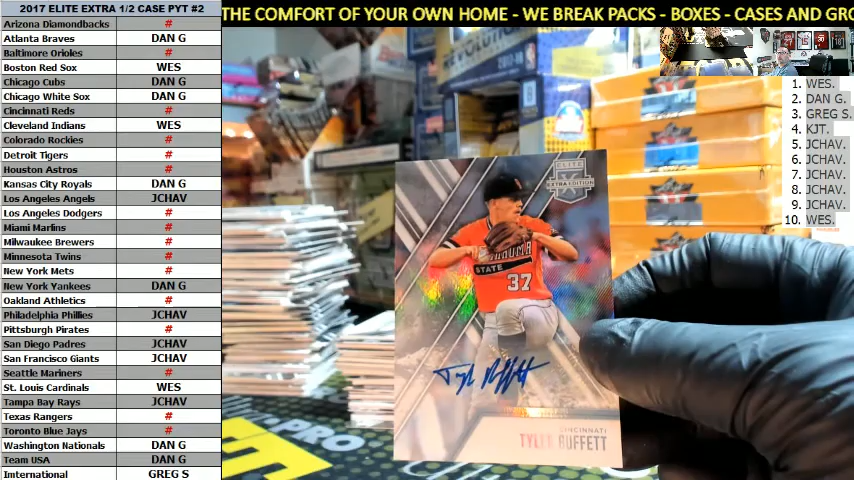 2017 ELITE EXTRA 1/2 CASE PYT #2
Arizona Diamondbacks #
Atlanta Braves DAN G
Baltimore Orioles #
Boston Red Sox WES
Chicago Cubs DAN G
Chicago White Sox DAN G
Cincinnati Reds #
Cleveland Indians WES
Colorado Rockies #
Detroit Tigers #
Houston Astros #
Kansas City Royals DAN G
Los Angeles Angels JCHAV
Los Angeles Dodgers #
Miami Marlins #
Milwaukee Brewers #
Minnesota Twins #
New York Mets #
New York Yankees DAN G
Oakland Athletics #
Philadelphia Phillies JCHAV
Pittsburgh Pirates #
San Diego Padres JCHAV
San Francisco Giants JCHAV
Seattle Mariners #
St. Louis Cardinals WES
Tampa Bay Rays JCHAV
Texas Rangers #
Toronto Blue Jays #
Washington Nationals DAN G
Team USA DAN G
International GREG S
THE COMFORT OF YOUR OWN HOME - WE BREAK PACKS - BOXES - CASES AND GRO
1. WES.
2. DAN G.
3. GREG S.
4. KJT.
5. JCHAV.
6. JCHAV.
7. JCHAV.
8. JCHAV.
9. JCHAV.
10. WES.
ELITE
EXTRA EDITION
STATE
37
CINCINNATI
TYLER BUFFETT